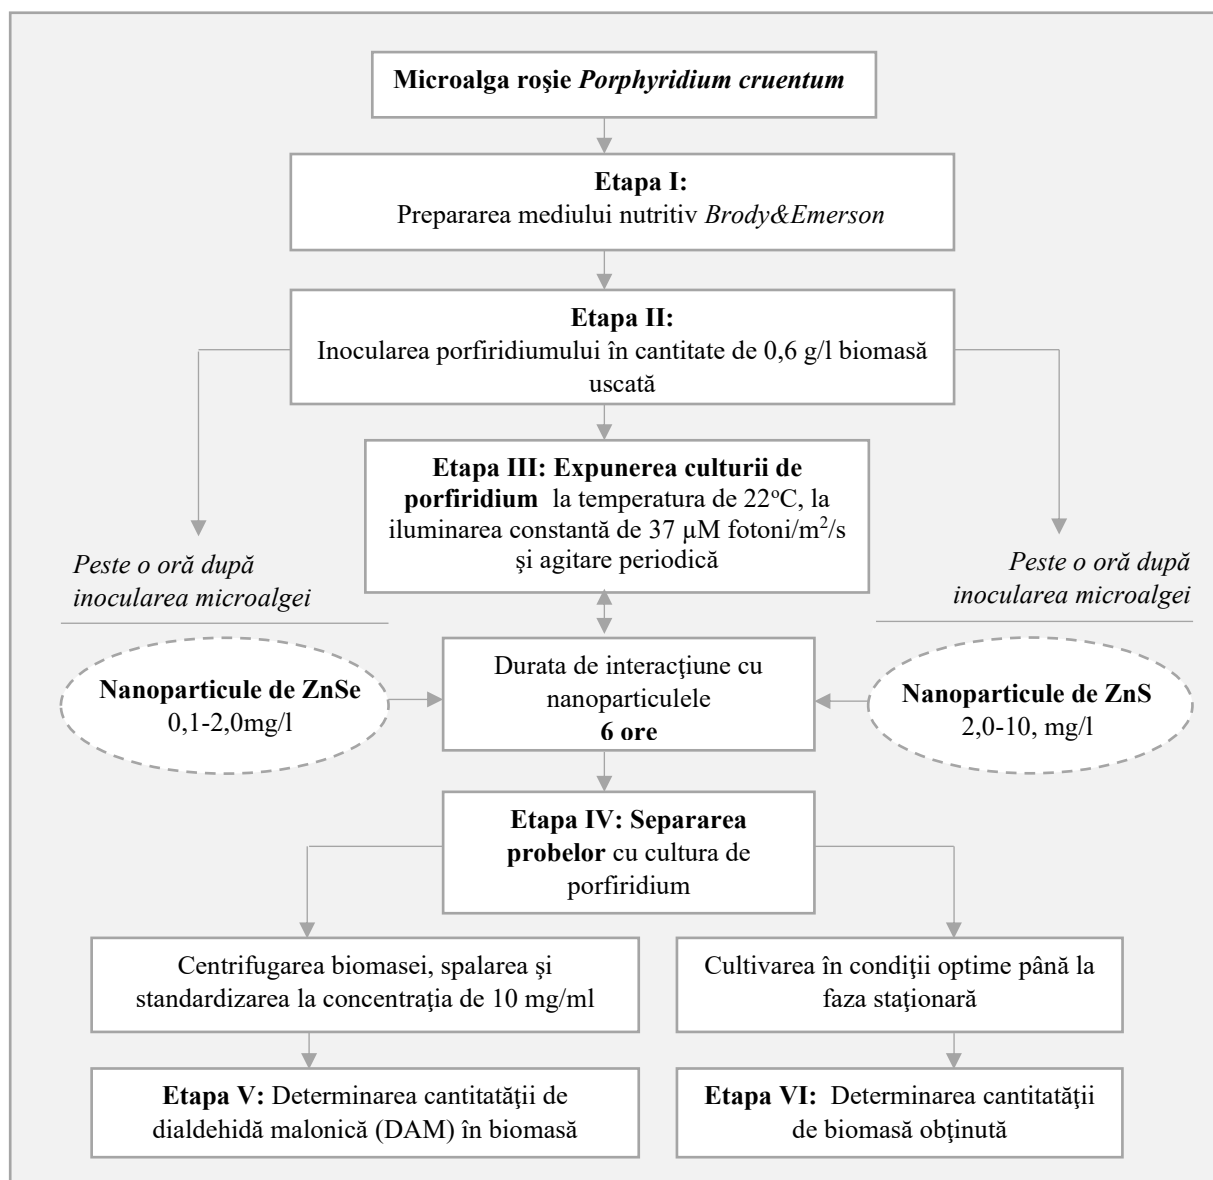 Microalga roşie Porphyridium cruentum
Etapa I:
Prepararea mediului nutritiv Brody&Emerson
Etapa II:
Inocularea porfiridiumului în cantitate de 0,6 g/l biomasă
uscată
Etapa III: Expunerea culturii de
porfiridium la temperatura de 22°C, la
iluminarea constantă de 37 µM fotoni/m²/s
şi agitare periodică
Peste o oră după
inocularea microalgei
Peste o oră după
inocularea microalgei
Nanoparticule de ZnSe
0,1-2,0mg/l
Durata de interacţiune cu
nanoparticulele
6 ore
Nanoparticule de ZnS
2,0-10, mg/l
Etapa IV: Separarea
probelor cu cultura de
porfiridium
Centrifugarea biomasei, spalarea şi
standardizarea la concentraţia de 10 mg/ml
Cultivarea în condiţii optime până la
faza staţionară
Etapa V: Determinarea cantitatăţii de
dialdehidă malonică (DAM) în biomasă
Etapa VI: Determinarea cantitatăţii
de biomasă obţinută